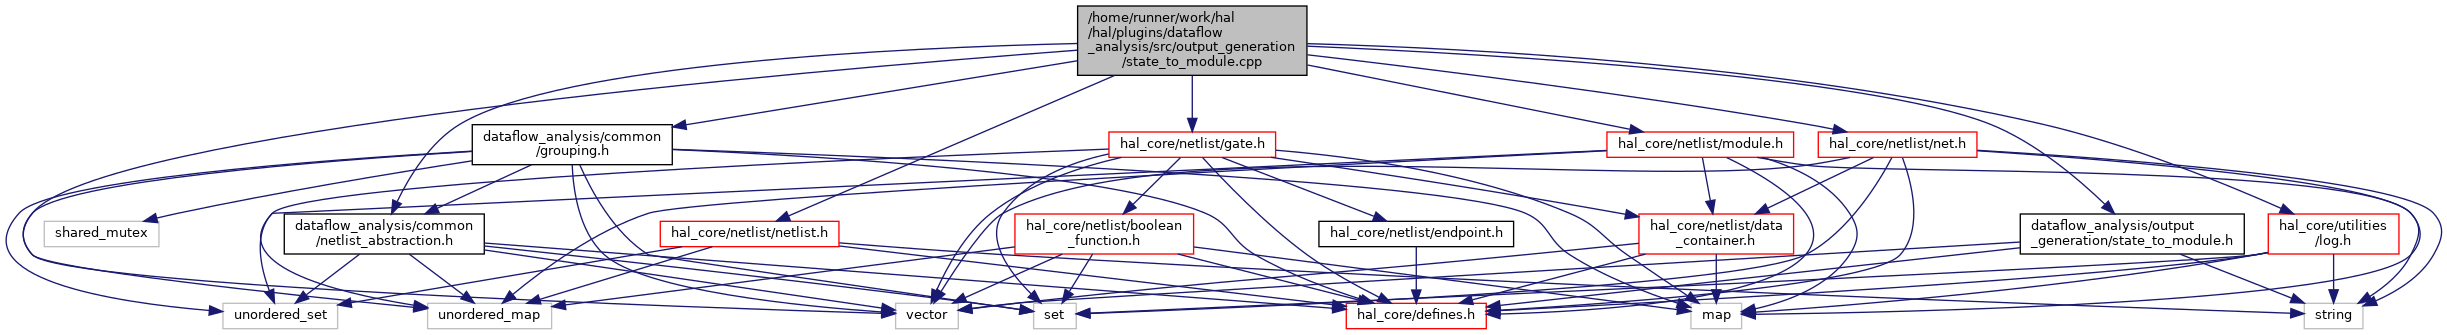 /home/runner/work/hal
/hal/plugins/dataflow
_analysis/src/output_generation
/state_to_module.cpp
dataflow_analysis/common
/grouping.h
hal_core/netlist/gate.h
hal_core/netlist/module.h
hal_core/netlist/net.h
shared_mutex
dataflow_analysis/common
/netlist_abstraction.h
hal_core/netlist/netlist.h
hal_core/netlist/boolean
_function.h
hal_core/netlist/endpoint.h
hal_core/netlist/data
_container.h
dataflow_analysis/output
_generation/state_to_module.h
hal_core/utilities
/log.h
unordered_set
unordered_map
vector
set
hal_core/defines.h
map
string